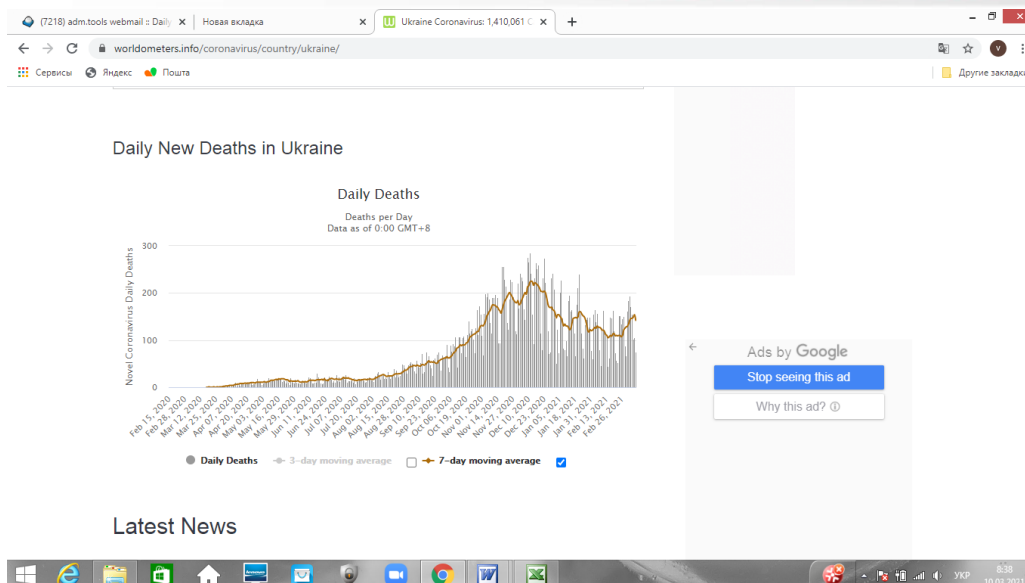 (7218) adm.tools webmail :: Daily
Новая вкладка
Ukraine Coronavirus: 1,410,061 C
worldometers.info/coronavirus/country/ukraine/
V
Сервисы
Яндекс
Пошта
Другие закладки
Daily New Deaths in Ukraine
Daily Deaths
Deaths per Day
Data as of 0:00 GMT+8
Novel Coronavirus Daily Deaths
300
200
100
0
Feb 15, 2020
Feb 28, 2020
Mar 12, 2020
Mar 25, 2020
Apr 07, 2020
Apr 20, 2020
May 03, 2020
May 16, 2020
May 29, 2020
Jun 11, 2020
Jun 24, 2020
Jul 07, 2020
Jul 20, 2020
Aug 02, 2020
Aug 15, 2020
Aug 28, 2020
Sep 10, 2020
Sep 23, 2020
Oct 06, 2020
Oct 19, 2020
Nov 01, 2020
Nov 14, 2020
Nov 27, 2020
Dec 10, 2020
Dec 23, 2020
Jan 05, 2021
Jan 18, 2021
Jan 31, 2021
Feb 13, 2021
Feb 26, 2021
Daily Deaths
3-day moving average
7-day moving average
Ads by Google
Stop seeing this ad
Why this ad?
Latest News
УКР
8:38